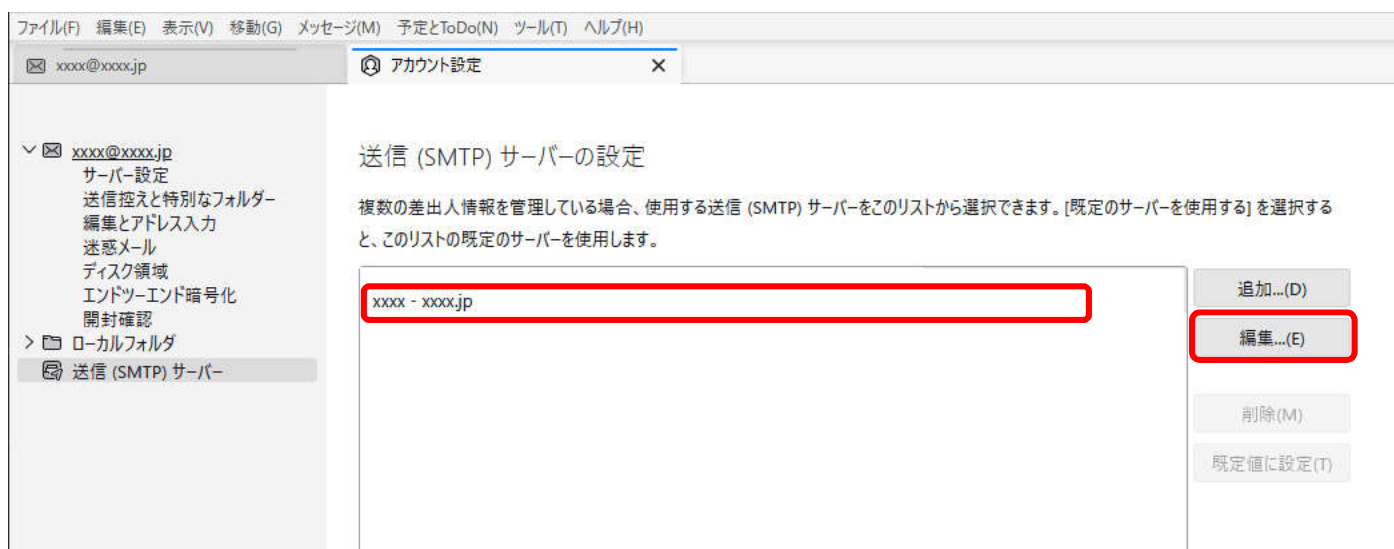 ファイル(F) 編集(E) 表示(V) 移動(G) メッセージ(M) 予定とToDo(N) ツール(T) ヘルプ(H)
xxxx@xxxx.jp アカウント設定
xxxx@xxxx.jp
サーバー設定
送信控えと特別なフォルダー
編集とアドレス入力
迷惑メール
ディスク領域
エンドツーエンド暗号化
開封確認
ローカルフォルダ
送信 (SMTP) サーバー
送信 (SMTP) サーバーの設定
複数の差出人情報を管理している場合、使用する送信 (SMTP) サーバーをこのリストから選択できます。[既定のサーバーを使用する] を選択する
と、このリストの既定のサーバーを使用します。
xxxx - xxxx.jp
追加...(D)
編集...(E)
削除(M)
既定値に設定(T)